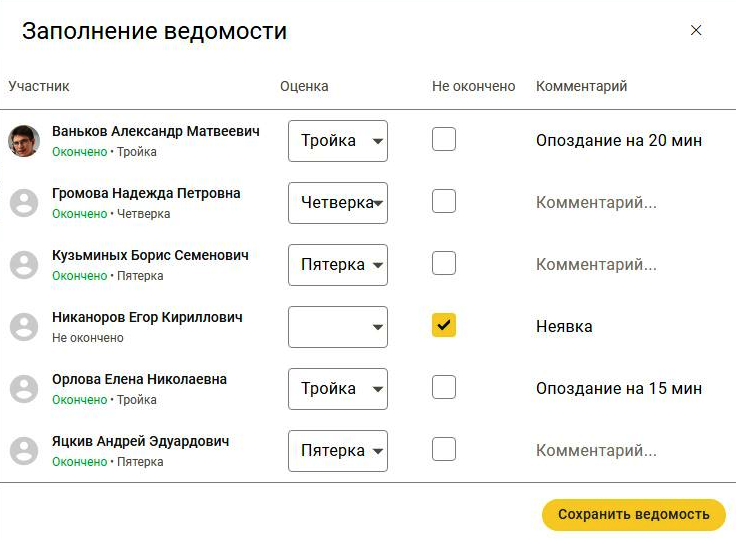 Заполнение ведомости
Участник Оценка Не окончено Комментарий
Ваньков Александр Матвеевич
Окончено • Тройка
Тройка
Опоздание на 20 мин
Громова Надежда Петровна
Окончено • Четверка
Четверка
Комментарий...
Кузьминых Борис Семенович
Окончено • Пятерка
Пятерка
Комментарий...
Никаноров Егор Кириллович
Не окончено
Неявка
Орлова Елена Николаевна
Окончено • Тройка
Тройка
Опоздание на 15 мин
Яцкив Андрей Эдуардович
Окончено • Пятерка
Пятерка
Комментарий...
Сохранить ведомость